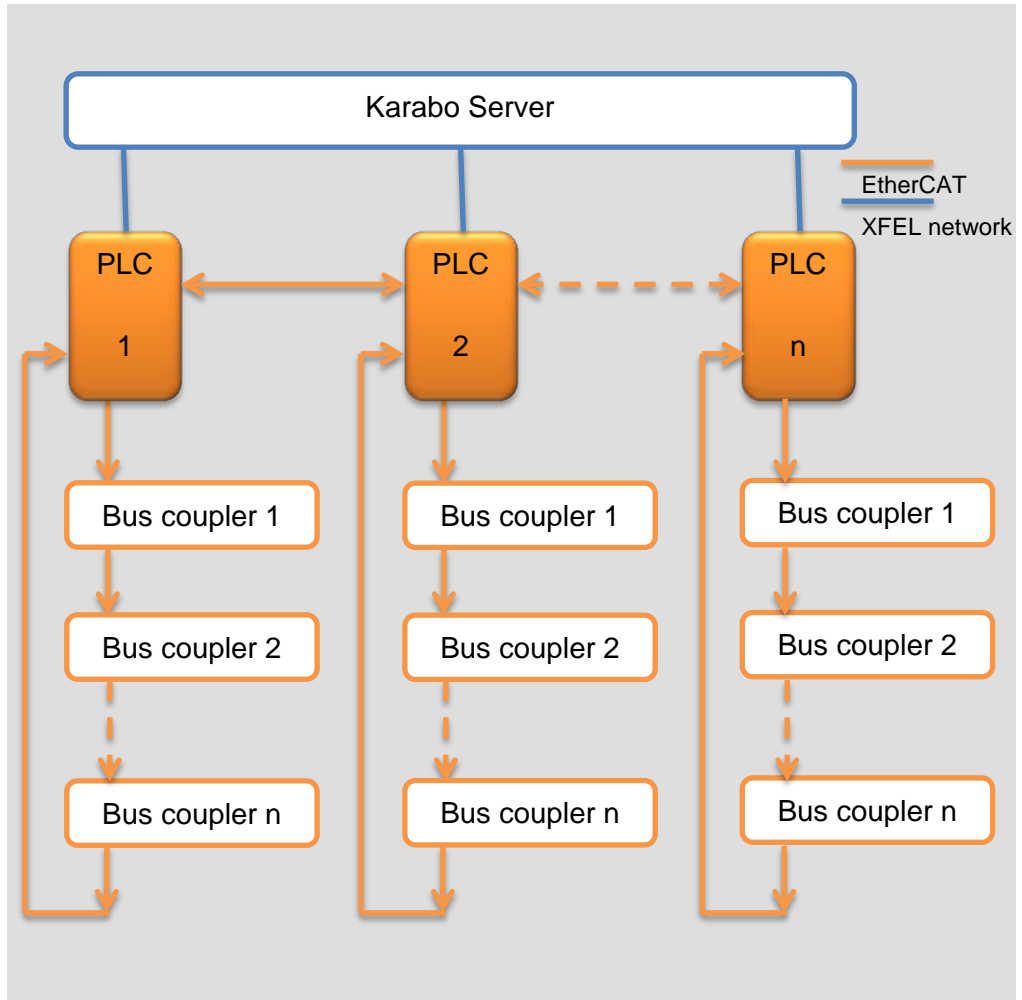 Karabo Server
EtherCAT
XFEL network
PLC
1
PLC
2
PLC
n
Bus coupler 1
Bus coupler 1
Bus coupler 1
Bus coupler 2
Bus coupler 2
Bus coupler 2
Bus coupler n
Bus coupler n
Bus coupler n